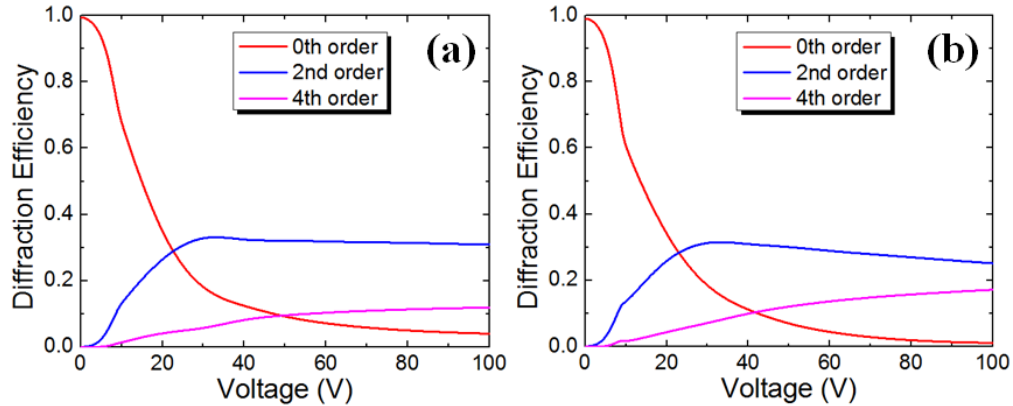 (a)
0th order
2nd order
4th order
1.0
0.8
0.6
0.4
0.2
0.0
Diffraction Efficiency
0 20 40 60 80 100
Voltage (V)
(b)
0th order
2nd order
4th order
1.0
0.8
0.6
0.4
0.2
0.0
Diffraction Efficiency
0 20 40 60 80 100
Voltage (V)